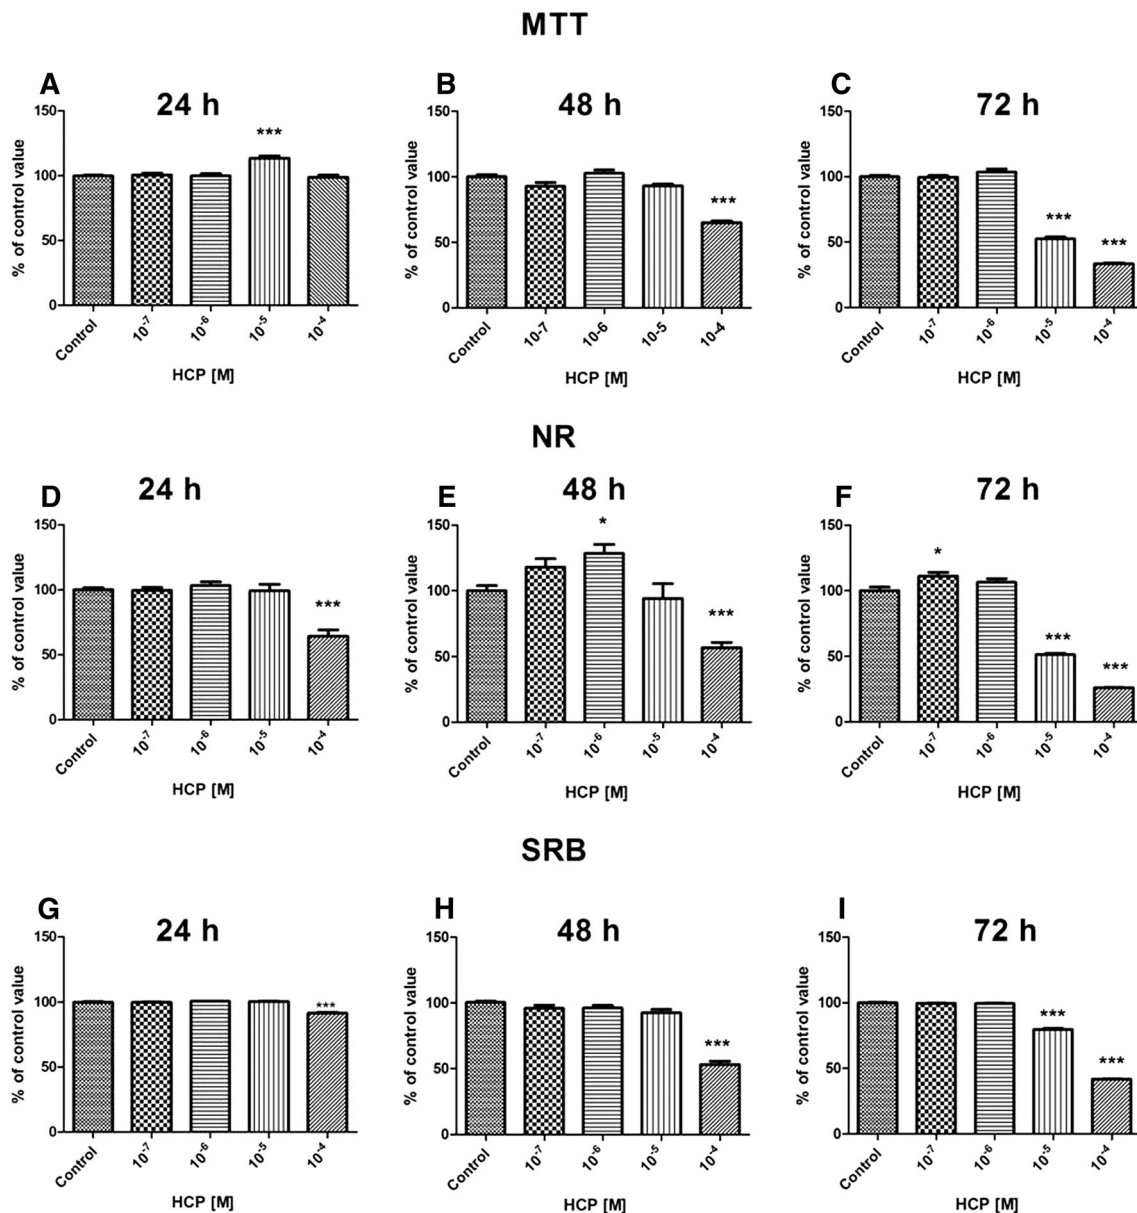 MTT
A
24 h
% of control value
150
100
50
0
***
Control
10⁻⁷
10⁻⁶
10⁻⁵
10⁻⁴
HCP [M]
B
48 h
% of control value
150
100
50
0
***
Control
10-7
10-6
10-5
10-4
HCP [M]
C
72 h
% of control value
150
100
50
0
***
***
Control
10⁻⁷
10⁻⁶
10⁻⁵
10⁻⁴
HCP [M]
NR
D
24 h
% of control value
150
100
50
0
***
Control
10⁻⁷
10⁻⁶
10⁻⁵
10⁻⁴
HCP [M]
E
48 h
% of control value
150
100
50
0
*
***
Control
10⁻⁷
10⁻⁶
10⁻⁵
10⁻⁴
HCP [M]
F
72 h
% of control value
150
100
50
0
*
***
***
Control
10⁻⁷
10⁻⁶
10⁻⁵
10⁻⁴
HCP [M]
SRB
G
24 h
% of control value
150
100
50
0
***
Control
10⁻⁷
10⁻⁶
10⁻⁵
10⁻⁴
HCP [M]
H
48 h
% of control value
150
100
50
0
***
Control
10⁻⁷
10⁻⁶
10⁻⁵
10⁻⁴
HCP [M]
I
72 h
% of control value
150
100
50
0
***
***
Control
10⁻⁷
10⁻⁶
10⁻⁵
10⁻⁴
HCP [M]